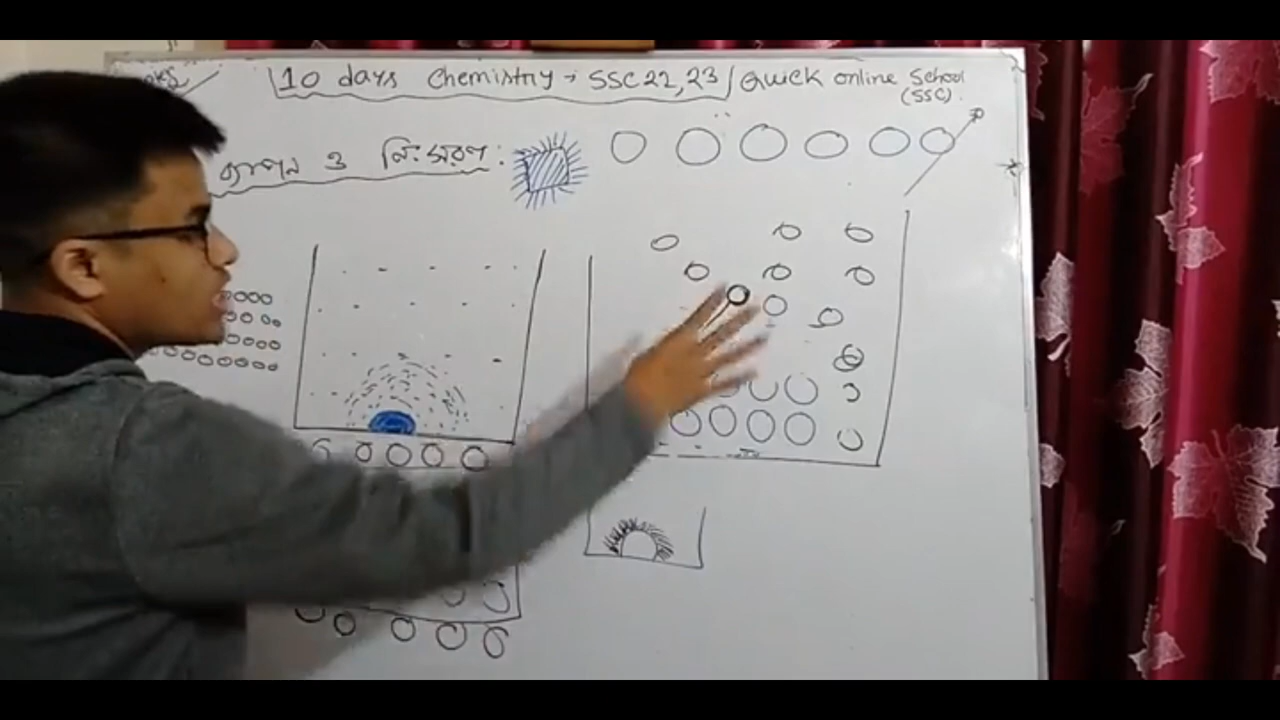 10 days Chemistry → SSC 22, 23 / Quick online School
(SSC)
ব্যাপন ও নিঃসরণ :